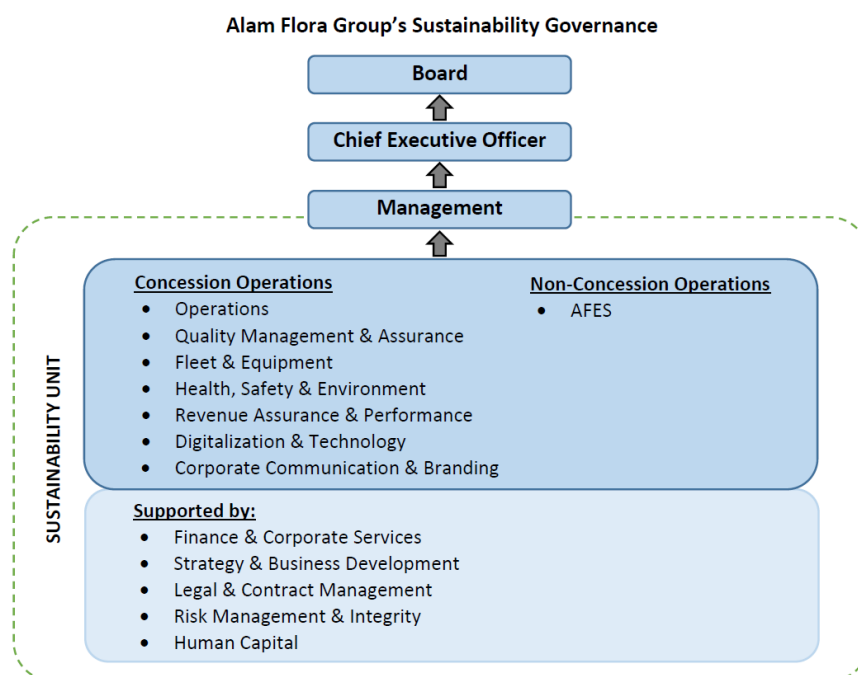 Alam Flora Group's Sustainability Governance
Board
Chief Executive Officer
Management
SUSTAINABILITY UNIT
Concession Operations
• Operations
• Quality Management & Assurance
• Fleet & Equipment
• Health, Safety & Environment
• Revenue Assurance & Performance
• Digitalization & Technology
• Corporate Communication & Branding
Non-Concession Operations
• AFES
Supported by:
• Finance & Corporate Services
• Strategy & Business Development
• Legal & Contract Management
• Risk Management & Integrity
• Human Capital